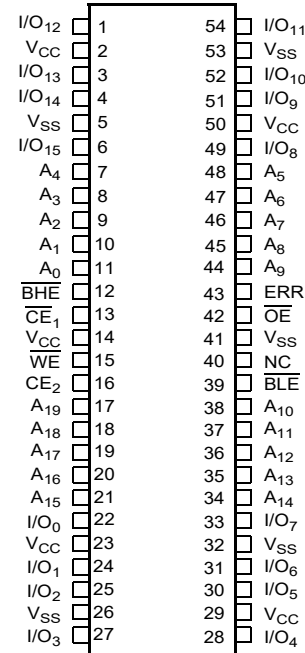 I/O12 1 54 I/O11
VCC 2 53 VSS
I/O13 3 52 I/O10
I/O14 4 51 I/O9
VSS 5 50 VCC
I/O15 6 49 I/O8
A4 7 48 A5
A3 8 47 A6
A2 9 46 A7
A1 10 45 A8
A0 11 44 A9
B̅H̅E̅ 12 43 ERR
C̅E̅1 13 42 O̅E̅
VCC 14 41 VSS
W̅E̅ 15 40 NC
CE2 16 39 B̅L̅E̅
A19 17 38 A10
A18 18 37 A11
A17 19 36 A12
A16 20 35 A13
A15 21 34 A14
I/O0 22 33 I/O7
VCC 23 32 VSS
I/O1 24 31 I/O6
I/O2 25 30 I/O5
VSS 26 29 VCC
I/O3 27 28 I/O4